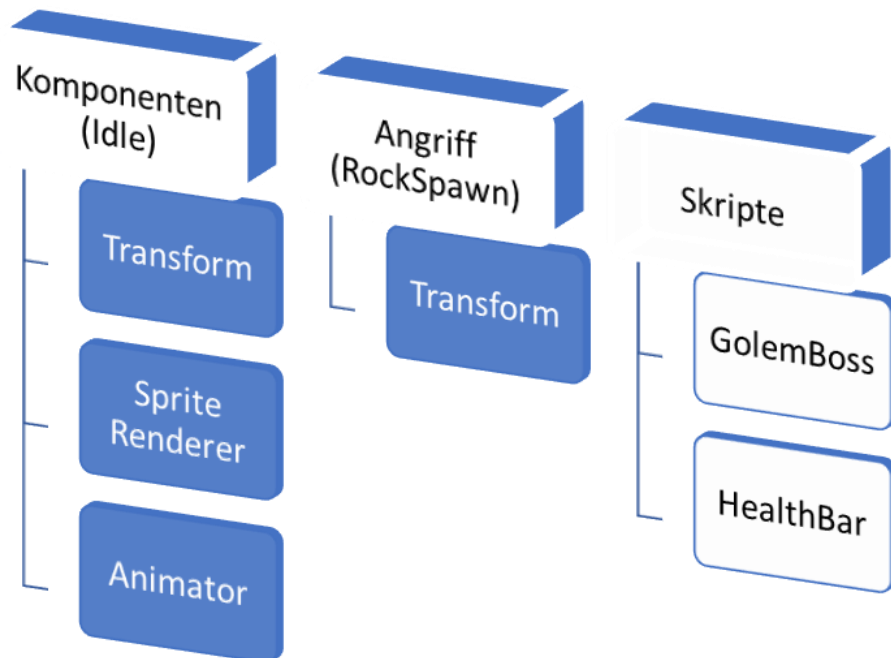 Komponenten
(Idle)
Transform
Sprite
Renderer
Animator
Angriff
(RockSpawn)
Transform
Skripte
GolemBoss
HealthBar